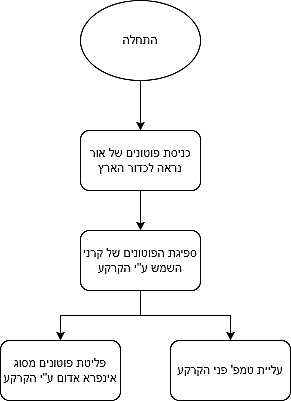 התחלה
כניסת פוטונים של אור
נראה לכדור הארץ
ספיגת הפוטונים של קרני
השמש ע"י הקרקע
עליית טמפ' פני הקרקע
פליטת פוטונים מסוג
אינפרא אדום ע"י הקרקע